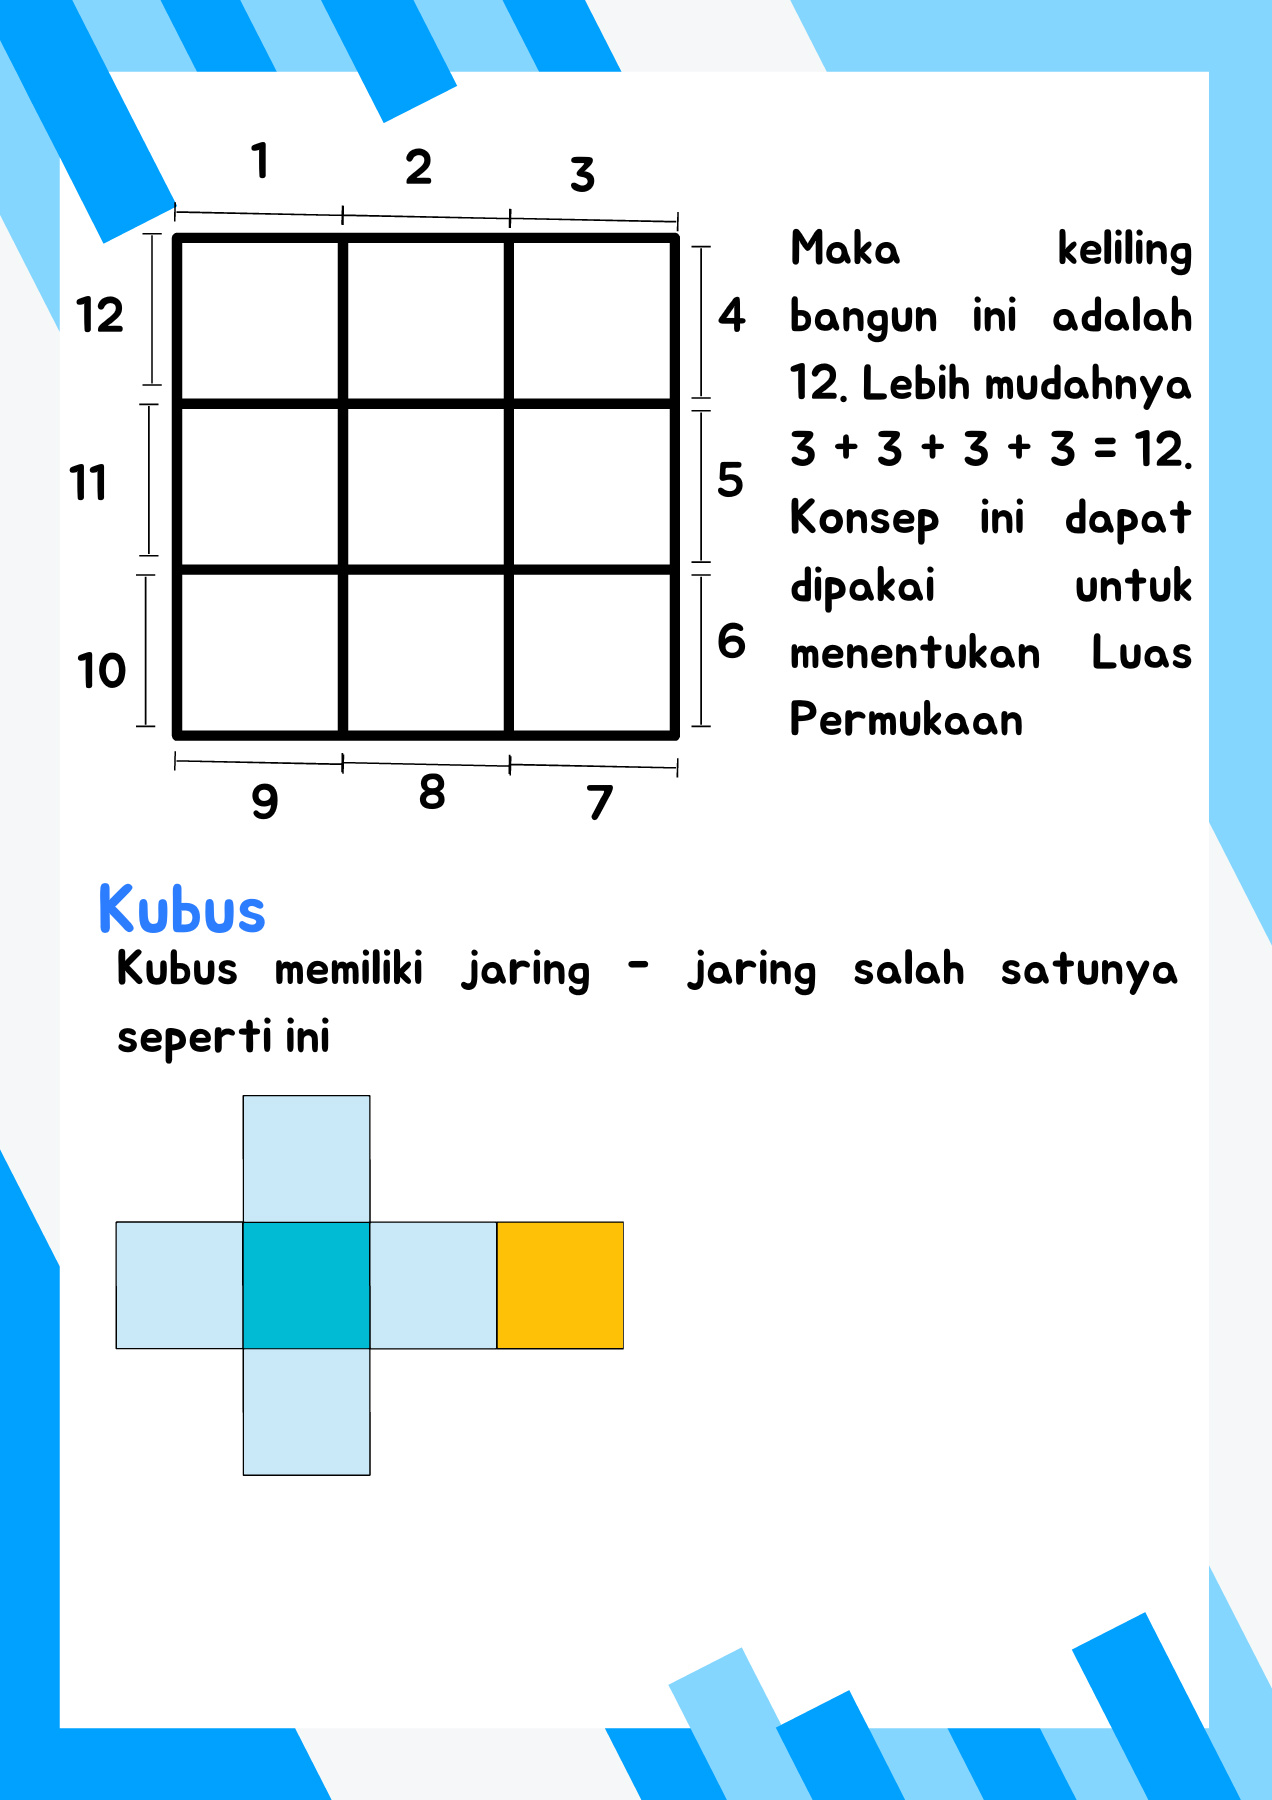 1
2
3
12
4
11
5
10
6
9
8
7
Maka keliling
bangun ini adalah
12. Lebih mudahnya
3 + 3 + 3 + 3 = 12.
Konsep ini dapat
dipakai untuk
menentukan Luas
Permukaan
Kubus
Kubus memiliki jaring - jaring salah satunya
seperti ini